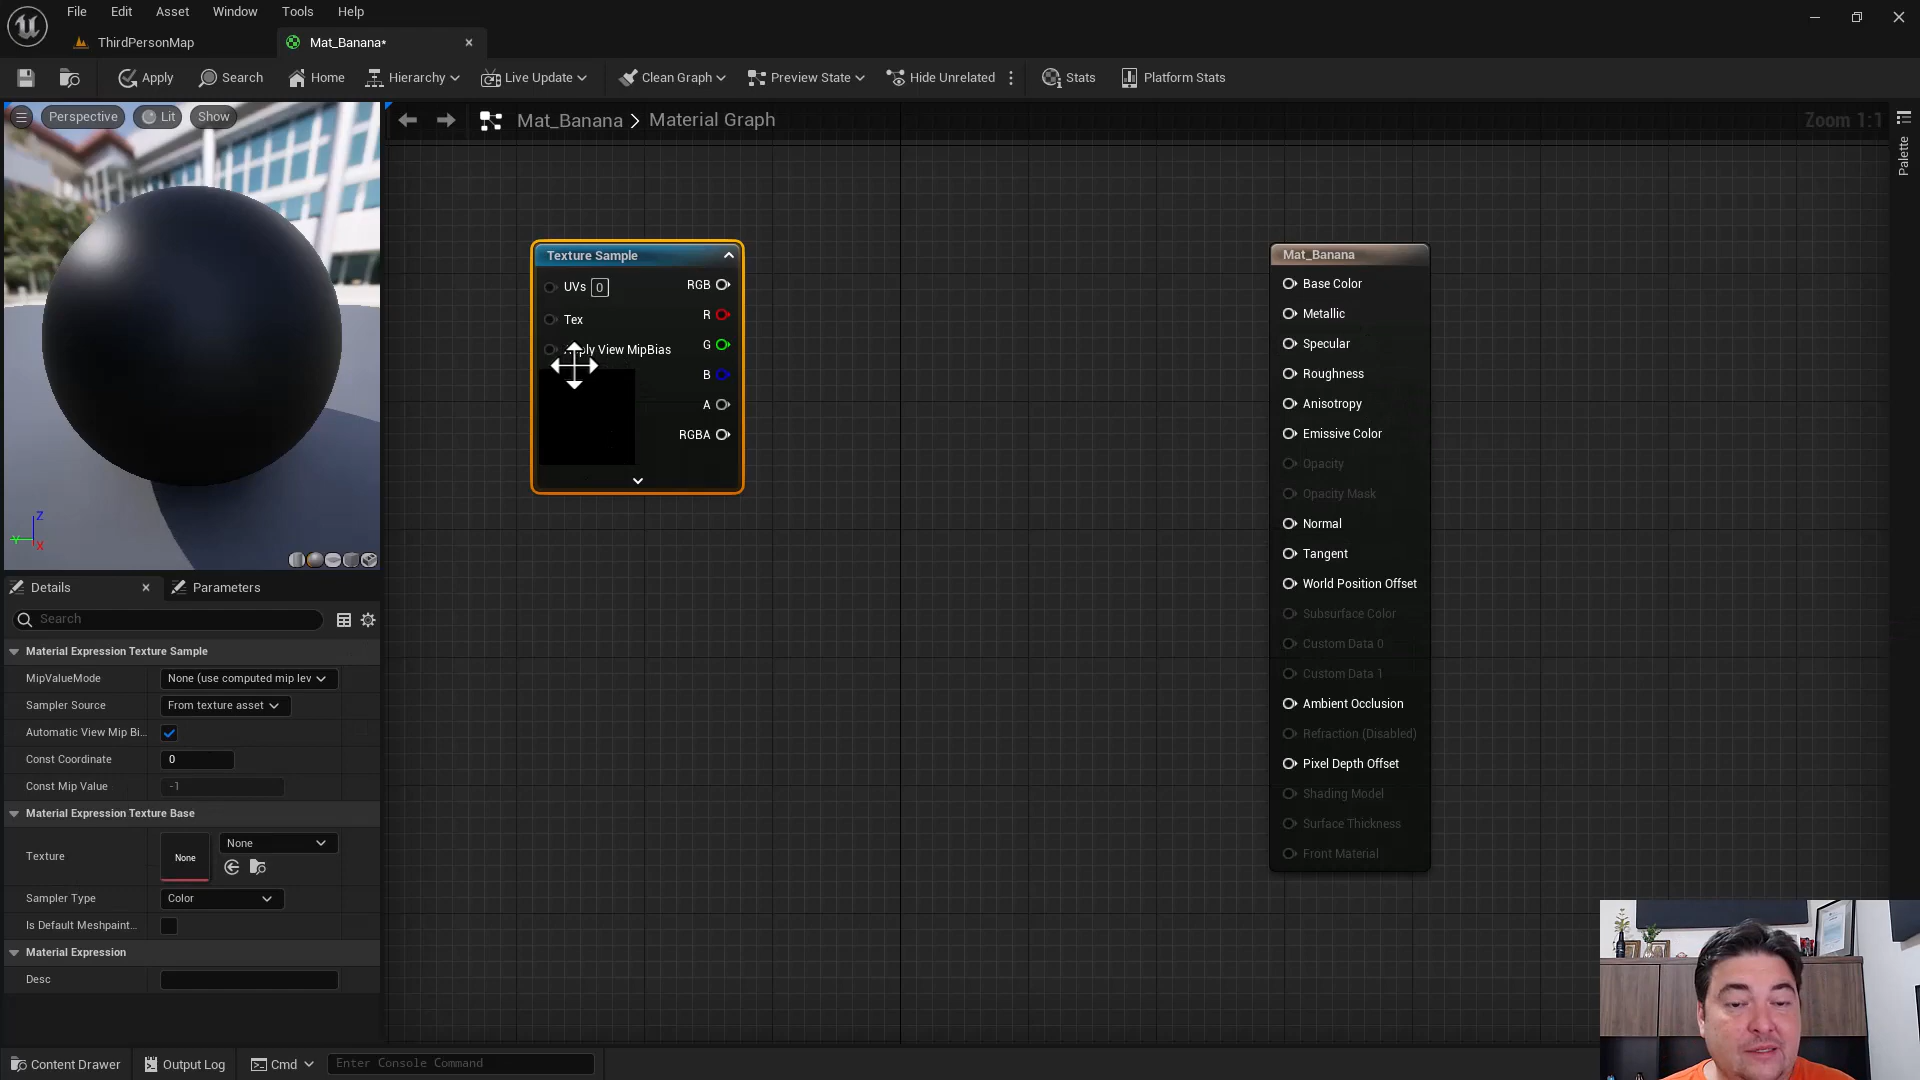 File Edit Asset Window Tools Help
ThirdPersonMap
Mat_Banana*
Apply Search Home Hierarchy Live Update Clean Graph Preview State Hide Unrelated Stats Platform Stats
Perspective Lit Show
Mat_Banana > Material Graph
Zoom 1:1
Palette
Texture Sample
UVs 0
RGB
Tex
R
View MipBias
G
B
A
RGBA
Mat_Banana
Base Color
Metallic
Specular
Roughness
Anisotropy
Emissive Color
Opacity
Opacity Mask
Normal
Tangent
World Position Offset
Subsurface Color
Custom Data 0
Custom Data 1
Ambient Occlusion
Refraction (Disabled)
Pixel Depth Offset
Shading Model
Surface Thickness
Front Material
Z
Y
X
Details
Parameters
Search
Material Expression Texture Sample
MipValueMode None (use computed mip lev
Sampler Source From texture asset
Automatic View Mip Bi...
Const Coordinate 0
Const Mip Value -1
Material Expression Texture Base
Texture None None
Sampler Type Color
Is Default Meshpaint...
Material Expression
Desc
Content Drawer Output Log Cmd Enter Console Command